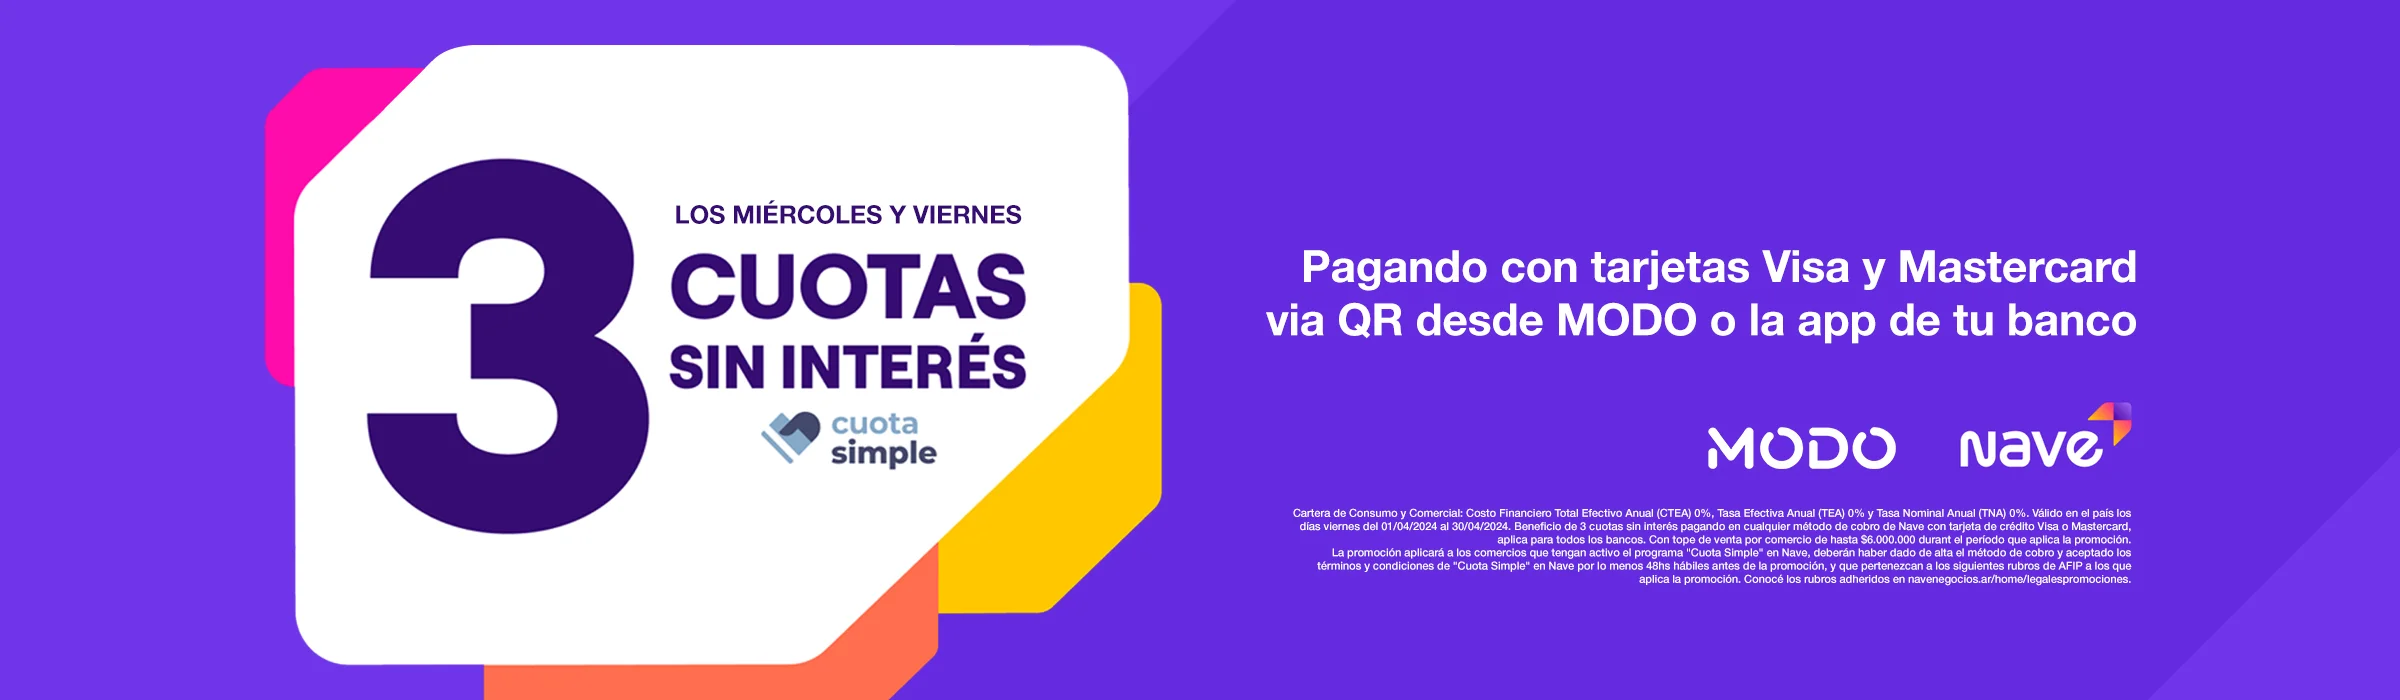 3
LOS MIÉRCOLES Y VIERNES
CUOTAS
SIN INTERÉS
cuota
simple
Pagando con tarjetas Visa y Mastercard
via QR desde MODO o la app de tu banco
MODO
Nave
Cartera de Consumo y Comercial: Costo Financiero Total Efectivo Anual (CTEA) 0%, Tasa Efectiva Anual (TEA) 0% y Tasa Nominal Anual (TNA) 0%. Válido en el país los
días viernes del 01/04/2024 al 30/04/2024. Beneficio de 3 cuotas sin interés pagando en cualquier método de cobro de Nave con tarjeta de crédito Visa o Mastercard,
aplica para todos los bancos. Con tope de venta por comercio de hasta $6.000.000 durant el período que aplica la promoción.
La promoción aplicará a los comercios que tengan activo el programa "Cuota Simple" en Nave, deberán haber dado de alta el método de cobro y aceptado los
términos y condiciones de "Cuota Simple" en Nave por lo menos 48hs hábiles antes de la promoción, y que pertenezcan a los siguientes rubros de AFIP a los que
aplica la promoción. Conocé los rubros adheridos en navenegocios.ar/home/legalespromociones.